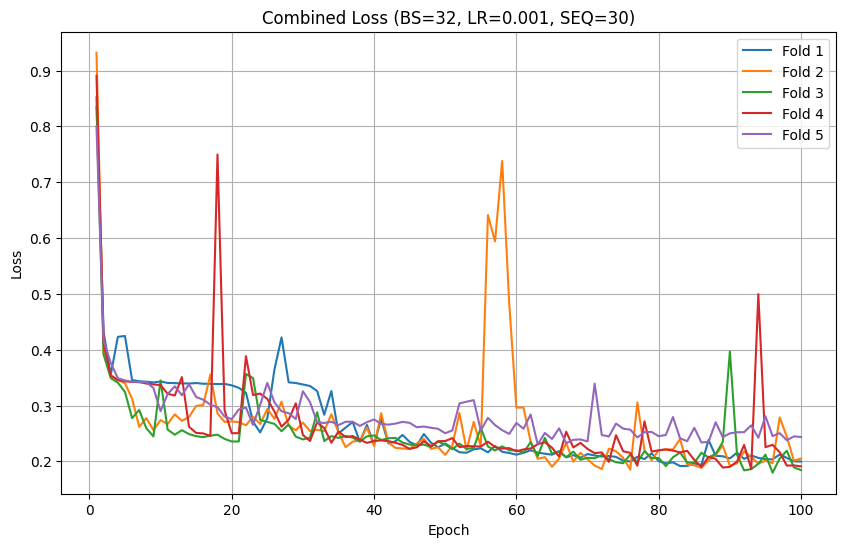 Combined Loss (BS=32, LR=0.001, SEQ=30)
Fold 1
Fold 2
Fold 3
Fold 4
Fold 5
Loss
0.9
0.8
0.7
0.6
0.5
0.4
0.3
0.2
0
20
40
60
80
100
Epoch